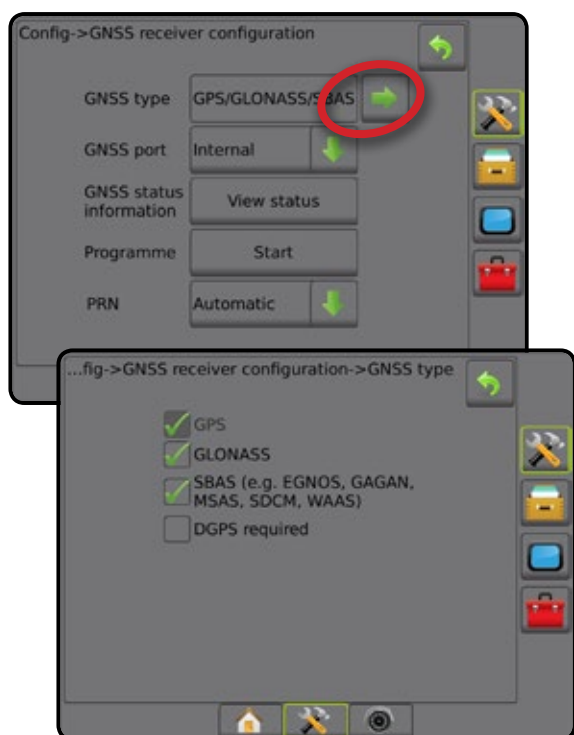 Config->GNSS receiver configuration
GNSS type GPS/GLONASS/SBAS
GNSS port Internal
GNSS status
information View status
Programme Start
PRN Automatic
...fig->GNSS receiver configuration->GNSS type
GPS
GLONASS
SBAS (e.g. EGNOS, GAGAN,
MSAS, SDCM, WAAS)
DGPS required